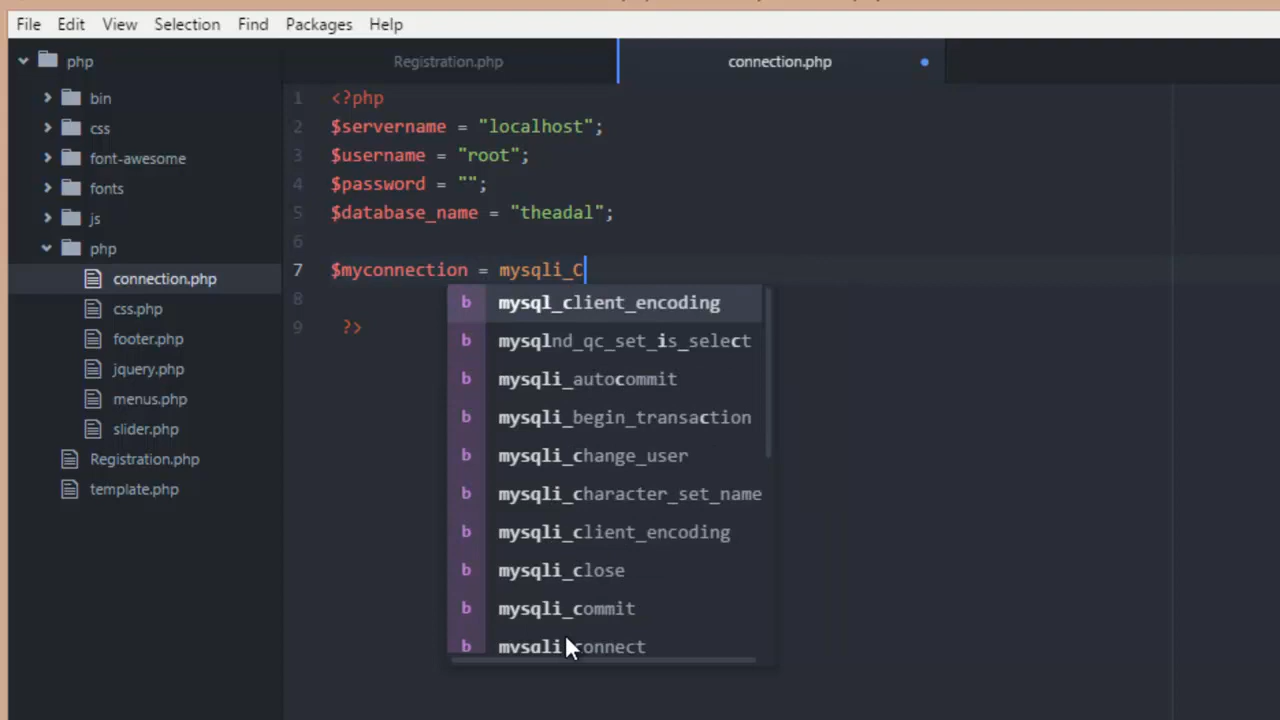 File Edit View Selection Find Packages Help
php
bin
css
font-awesome
fonts
js
php
connection.php
css.php
footer.php
jquery.php
menus.php
slider.php
Registration.php
template.php
Registration.php connection.php
1 <?php
2 $servername = "localhost";
3 $username = "root";
4 $password = "";
5 $database_name = "theadal";
6
7 $myconnection = mysqli_C
8
9 ?>
b mysql_client_encoding
b mysqlnd_qc_set_is_select
b mysqli_autocommit
b mysqli_begin_transaction
b mysqli_change_user
b mysqli_character_set_name
b mysqli_client_encoding
b mysqli_close
b mysqli_commit
b mysqli_connect